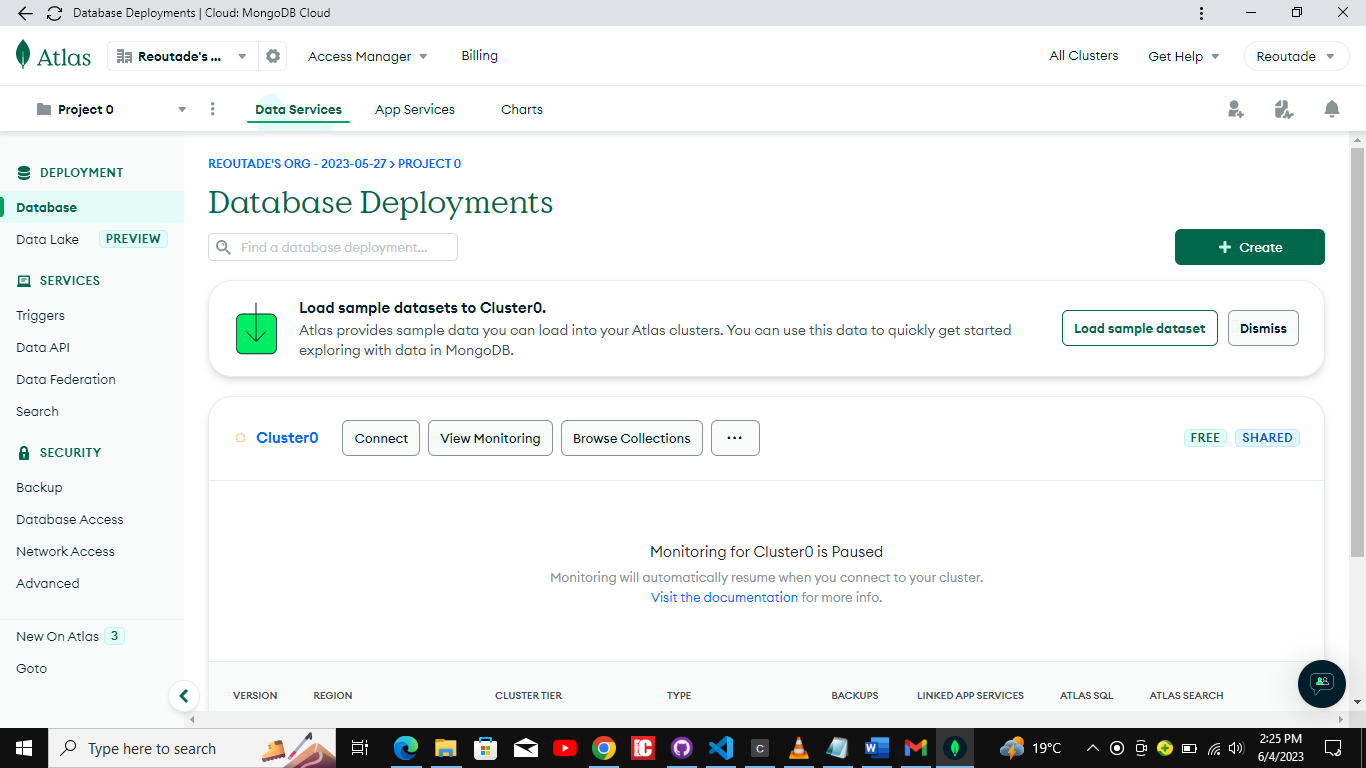 Database Deployments | Cloud: MongoDB Cloud
Atlas
Reoutade's ...
Access Manager
Billing
All Clusters
Get Help
Reoutade
Project 0
Data Services
App Services
Charts
DEPLOYMENT
Database
Data Lake PREVIEW
SERVICES
Triggers
Data API
Data Federation
Search
SECURITY
Backup
Database Access
Network Access
Advanced
New On Atlas 3
Goto
REOUTADE'S ORG - 2023-05-27 > PROJECT 0
Database Deployments
Find a database deployment...
+ Create
Load sample datasets to Cluster0.
Atlas provides sample data you can load into your Atlas clusters. You can use this data to quickly get started
exploring with data in MongoDB.
Load sample dataset
Dismiss
Cluster0
Connect
View Monitoring
Browse Collections
...
FREE
SHARED
Monitoring for Cluster0 is Paused
Monitoring will automatically resume when you connect to your cluster.
Visit the documentation for more info.
VERSION
REGION
CLUSTER TIER
TYPE
BACKUPS
LINKED APP SERVICES
ATLAS SQL
ATLAS SEARCH
Type here to search
19°C
2:25 PM
6/4/2023